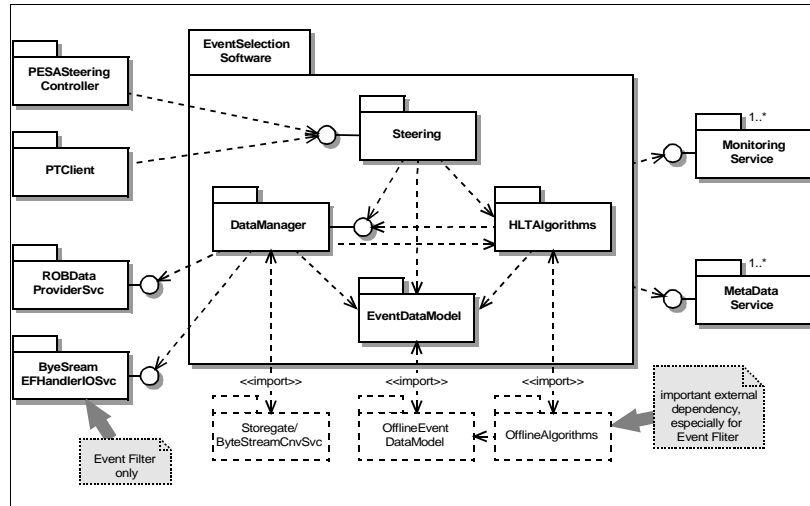 EventSelection
Software
PESASteering
Controller
Steering
1..*
Monitoring
Service
PTClient
DataManager
HLTAlgorithms
ROBData
ProviderSvc
1..*
MetaData
Service
EventDataModel
ByeSream
EFHandlerIOSvc
<<import>>
<<import>>
<<import>>
important external
dependency,
especially for
Event Fliter
Storegate/
ByteStreamCnvSvc
OfflineEvent
DataModel
OfflineAlgorithms
Event Filter
only